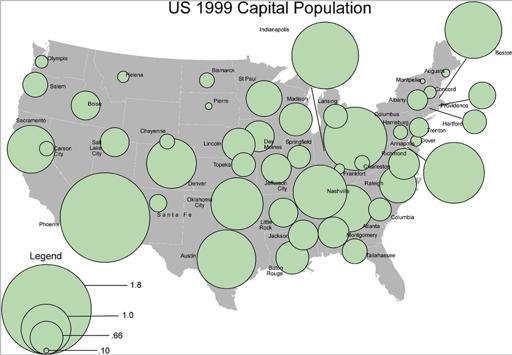 US 1999 Capital Population
Indianapolis
Boston
Olympia
Helena
Bismarck
St Paul
Augusta
Montpelier
Salem
Boise
Pierre
Madison
Lansing
Albany
Concord
Providence
Hartford
Sacramento
Carson
City
Salt
Lake
City
Cheyenne
Lincoln
Des
Moines
Springfield
Columbus
Harrisburg
Trenton
Dover
Annapolis
Richmond
Denver
Topeka
Jefferson
City
Frankfort
Charleston
Raleigh
Nashville
Santa Fe
Oklahoma
City
Little
Rock
Atlanta
Columbia
Phoenix
Austin
Jackson
Montgomery
Baton
Rouge
Tallahassee
Legend
1.8
1.0
.66
.10